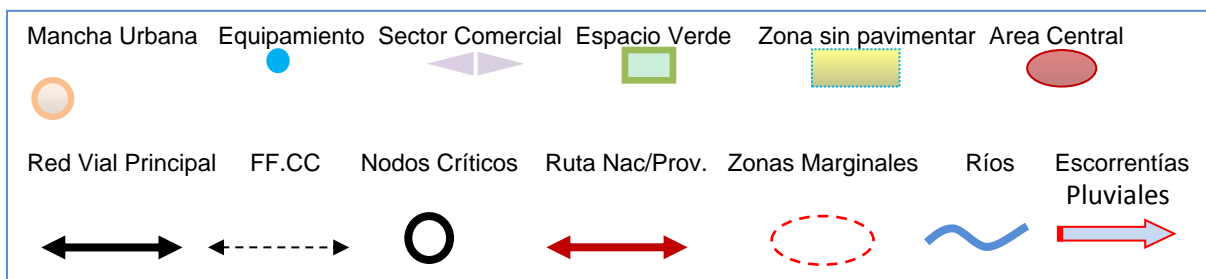 Mancha Urbana Equipamiento Sector Comercial Espacio Verde Zona sin pavimentar Area Central
Red Vial Principal FF.CC Nodos Críticos Ruta Nac/Prov. Zonas Marginales Ríos Escorrentías
Pluviales